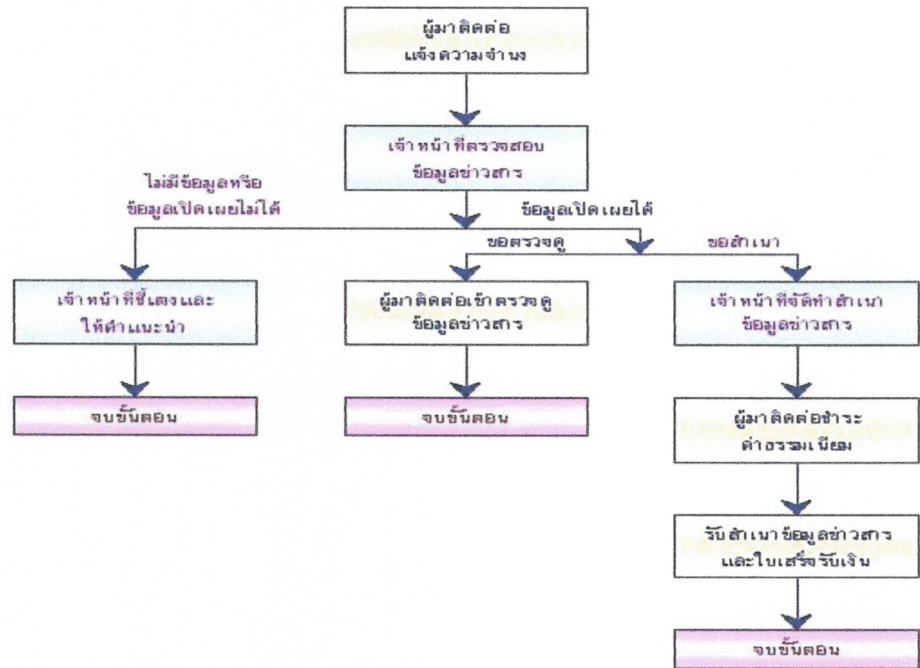 ผู้มาติดต่อ
แจ้งความจำนง
เจ้าหน้าที่ตรวจสอบ
ข้อมูลข่าวสาร
ไม่มีข้อมูลหรือ
ข้อมูลเปิดเผยไม่ได้
ข้อมูลเปิดเผยได้
ขอตรวจดู
ขอสำเนา
เจ้าหน้าที่ชี้แจงและ
ให้คำแนะนำ
ผู้มาติดต่อเข้าตรวจดู
ข้อมูลข่าวสาร
เจ้าหน้าที่จัดทำสำเนา
ข้อมูลข่าวสาร
จบขั้นตอน
จบขั้นตอน
ผู้มาติดต่อชำระ
ค่าธรรมเนียม
รับสำเนาข้อมูลข่าวสาร
และใบเสร็จรับเงิน
จบขั้นตอน